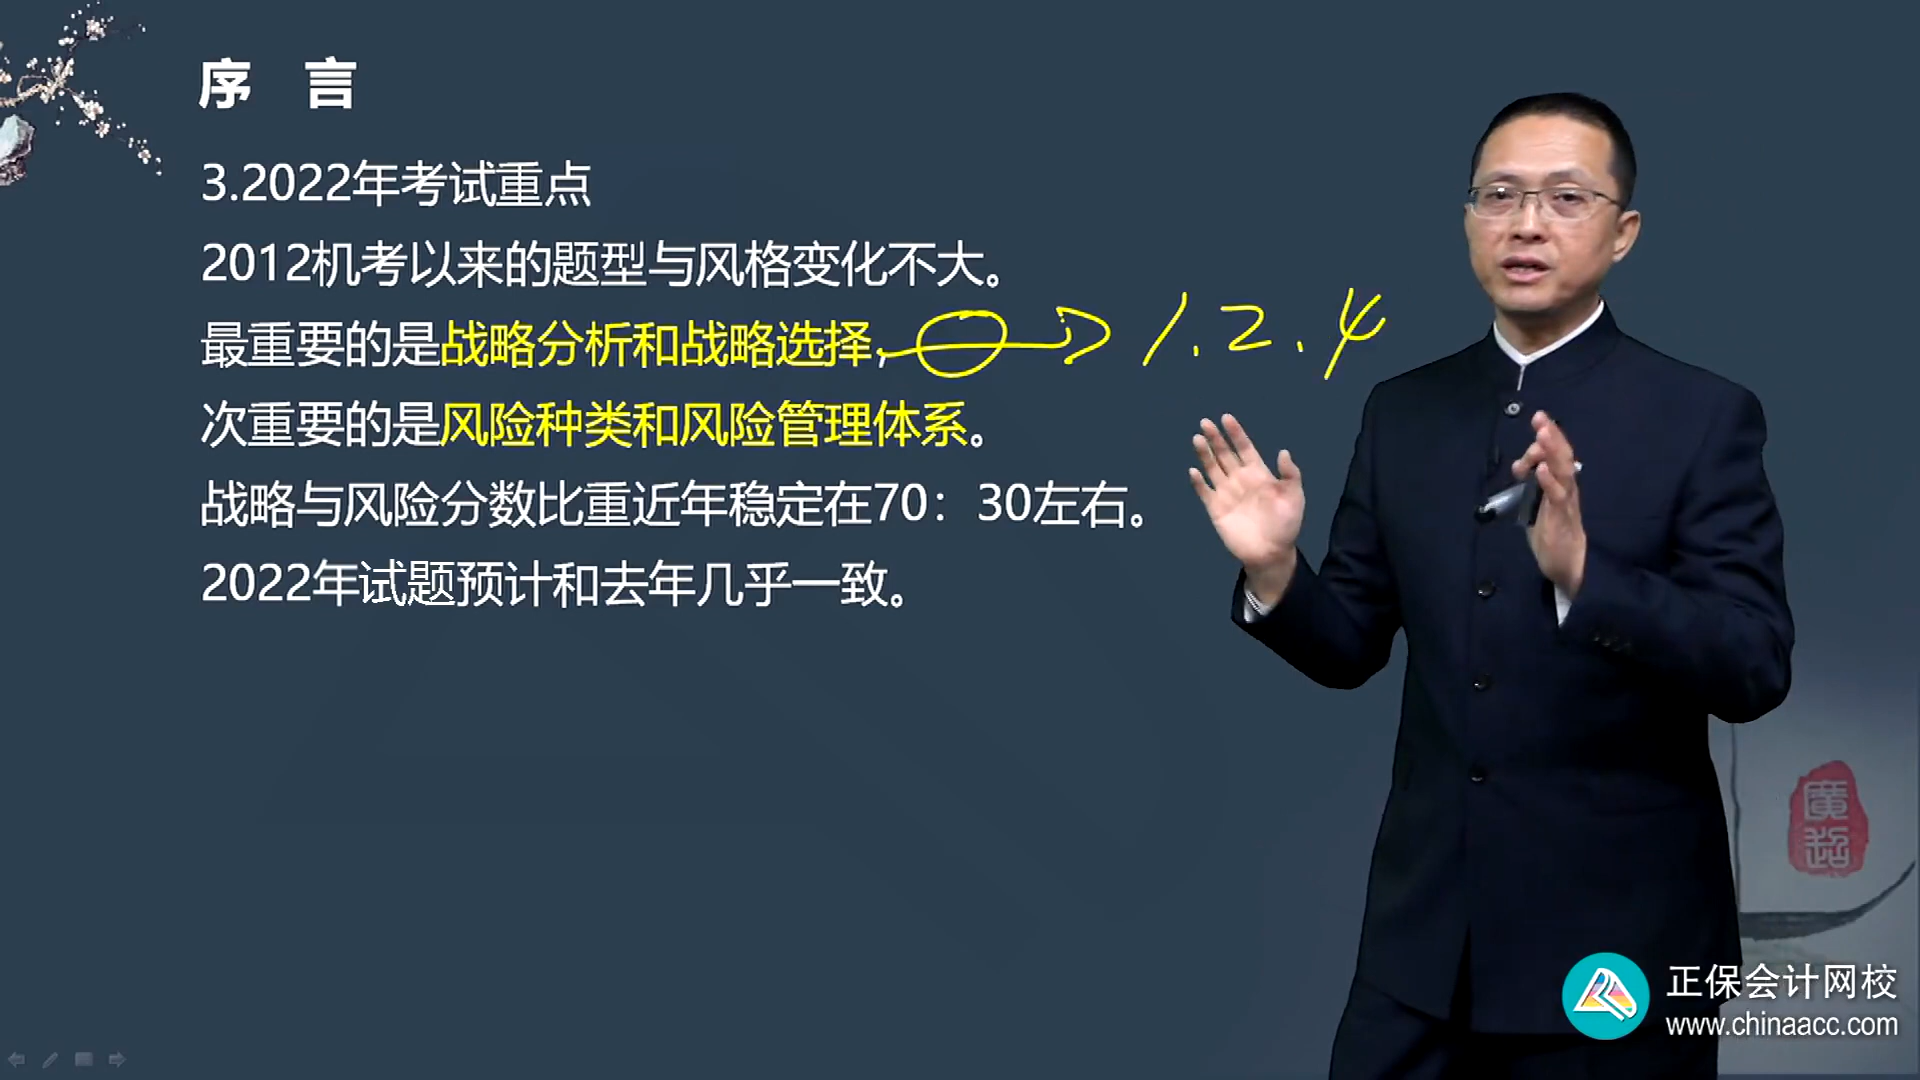 序 言
3.2022年考试重点
2012机考以来的题型与风格变化不大。
最重要的是战略分析和战略选择， 1.2.4
次重要的是风险种类和风险管理体系。
战略与风险分数比重近年稳定在70：30左右。
2022年试题预计和去年几乎一致。
廣超
正保会计网校
www.chinaacc.com